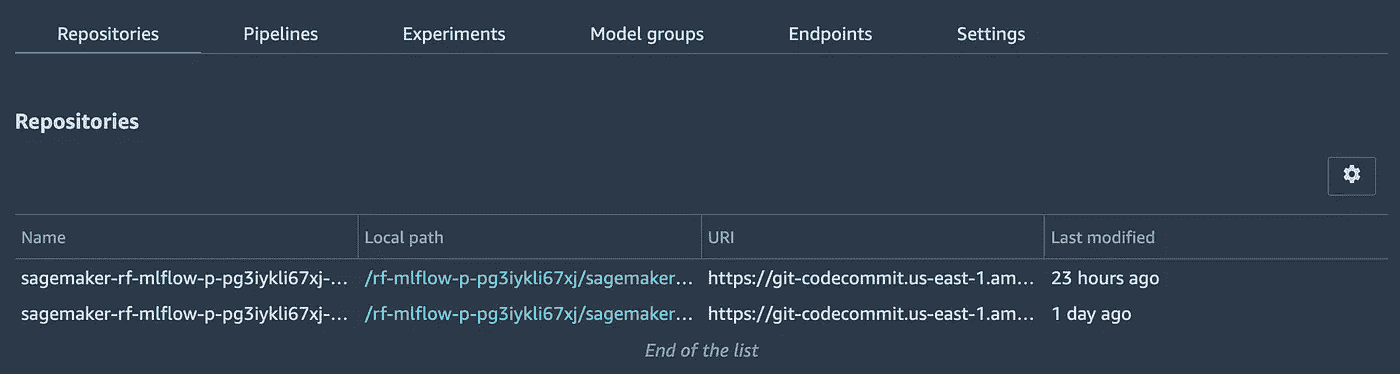 Repositories Pipelines Experiments Model groups Endpoints Settings
Repositories
Name Local path URI Last modified
sagemaker-rf-mlflow-p-pg3iykli67xj-... /rf-mlflow-p-pg3iykli67xj/sagemaker... https://git-codecommit.us-east-1.am... 23 hours ago
sagemaker-rf-mlflow-p-pg3iykli67xj-... /rf-mlflow-p-pg3iykli67xj/sagemaker... https://git-codecommit.us-east-1.am... 1 day ago
End of the list